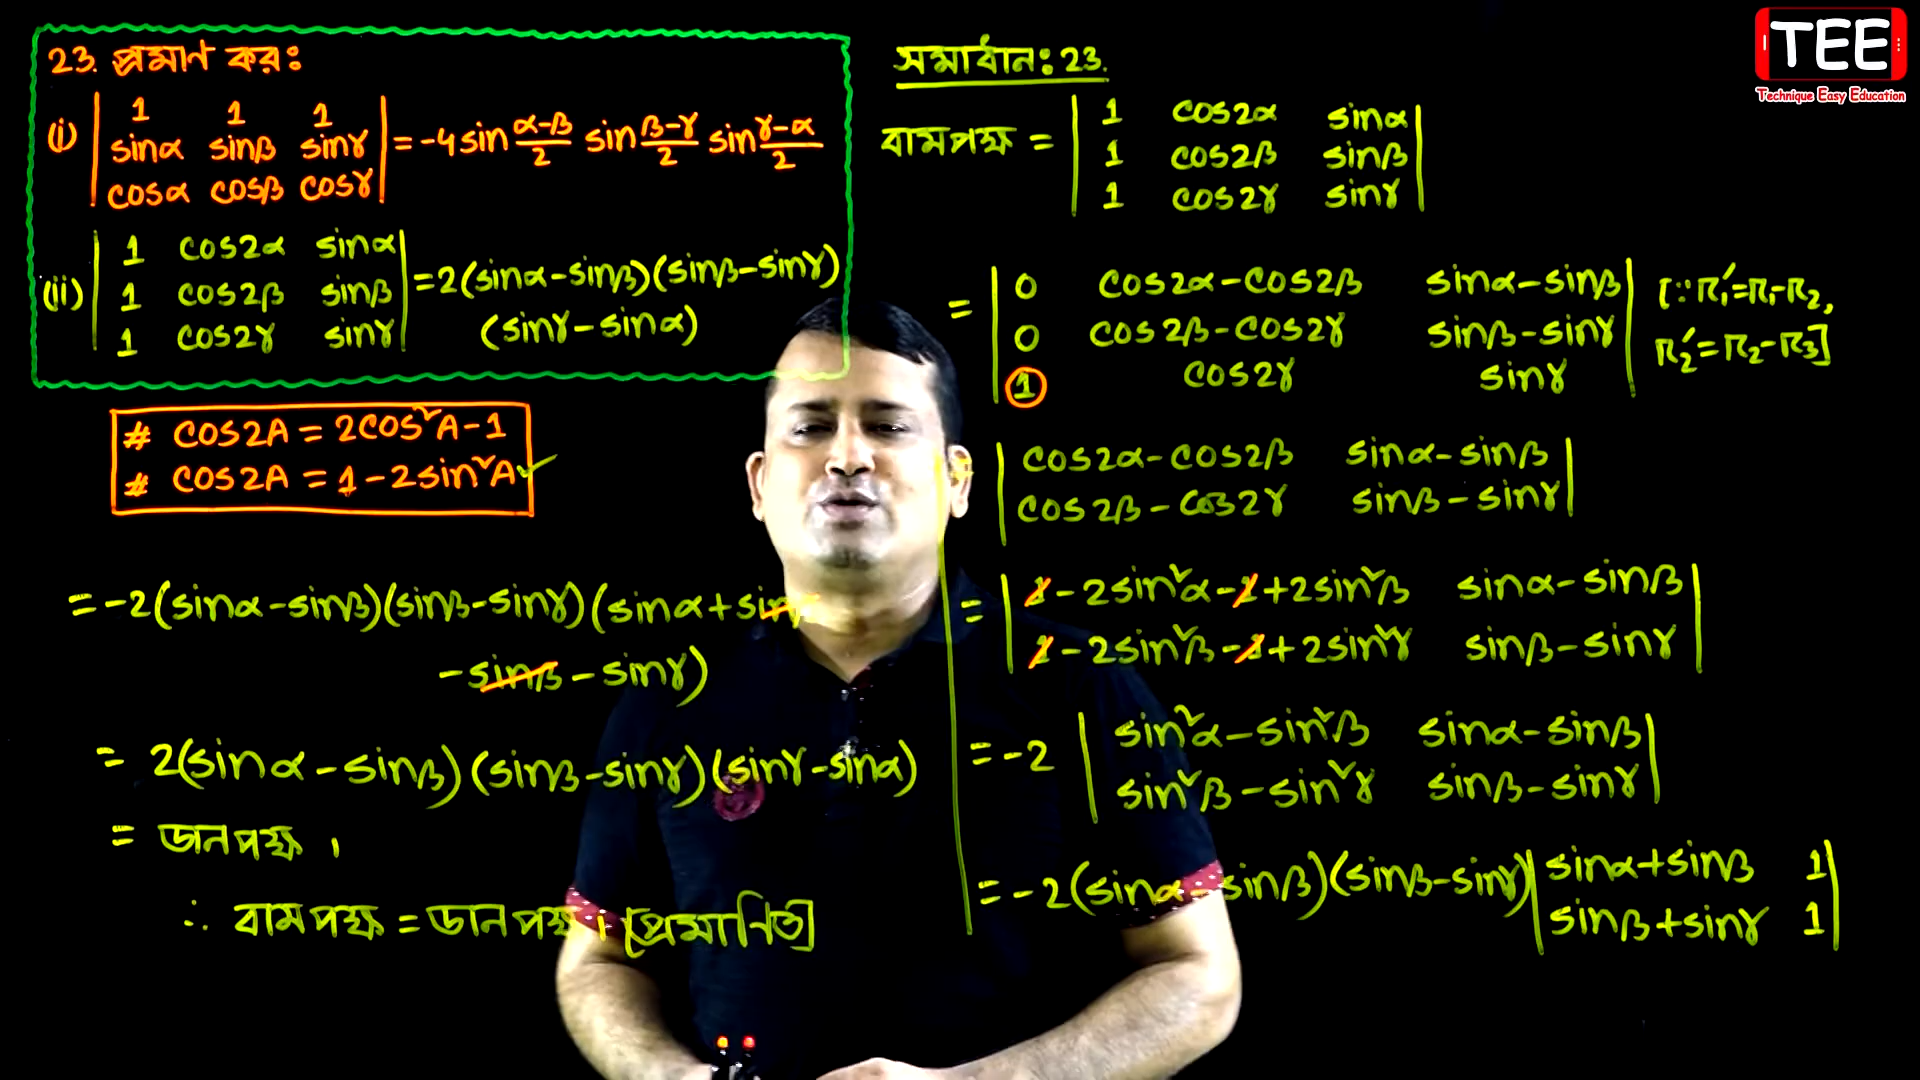 23. প্রমাণ কর:
(i) | 1 1 1 |
| sinα sinβ sinγ | = -4 sin (α-β)/2 sin (β-γ)/2 sin (γ-α)/2
| cosα cosβ cosγ |
(ii) | 1 cos2α sinα |
| 1 cos2β sinβ | = 2(sinα-sinβ)(sinβ-sinγ)
| 1 cos2γ sinγ | (sinγ-sinα)
# cos2A = 2cos²A-1
# cos2A = 1-2sin²A ✓
সমাধান: 23.
বামপক্ষ = | 1 cos2α sinα |
| 1 cos2β sinβ |
| 1 cos2γ sinγ |
= | 0 cos2α-cos2β sinα-sinβ | [∵ R₁′=R₁-R₂,
| 0 cos2β-cos2γ sinβ-sinγ | R₂′=R₂-R₃]
| 1 cos2γ sinγ |
= | cos2α-cos2β sinα-sinβ |
| cos2β-cos2γ sinβ-sinγ |
= | 1-2sin²α-1+2sin²β sinα-sinβ |
| 1-2sin²β-1+2sin²γ sinβ-sinγ |
= -2 | sin²α-sin²β sinα-sinβ |
| sin²β-sin²γ sinβ-sinγ |
= -2(sinα-sinβ)(sinβ-sinγ) | sinα+sinβ 1 |
| sinβ+sinγ 1 |
= -2(sinα-sinβ)(sinβ-sinγ)(sinα+sinβ
-sinβ-sinγ)
= 2(sinα-sinβ)(sinβ-sinγ)(sinγ-sinα)
= ডানপক্ষ।
∴ বামপক্ষ = ডানপক্ষ। [প্রমাণিত]
TEE
Technique Easy Education